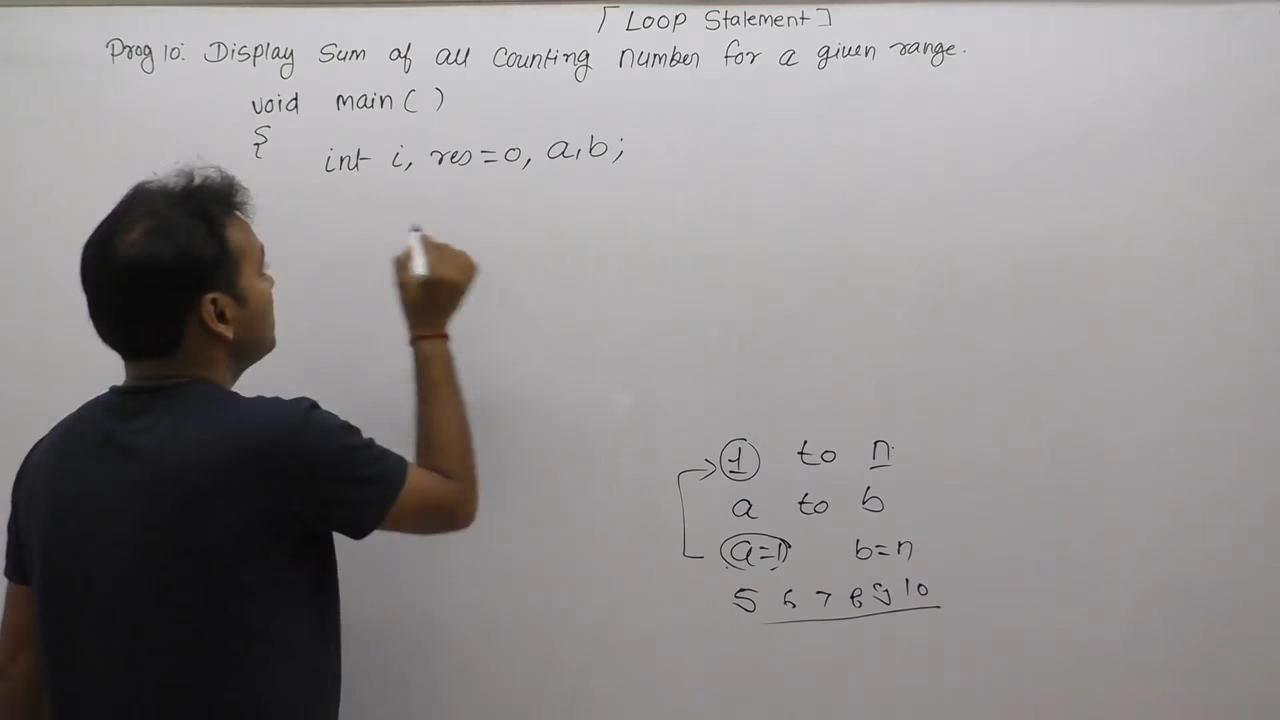 [Loop Statement]
Prog 10: Display Sum of all Counting Number for a given range.
void main( )
{
int i, res=0, a,b;
1 to n
a to b
a=1 b=n
5 6 7 8 9 10